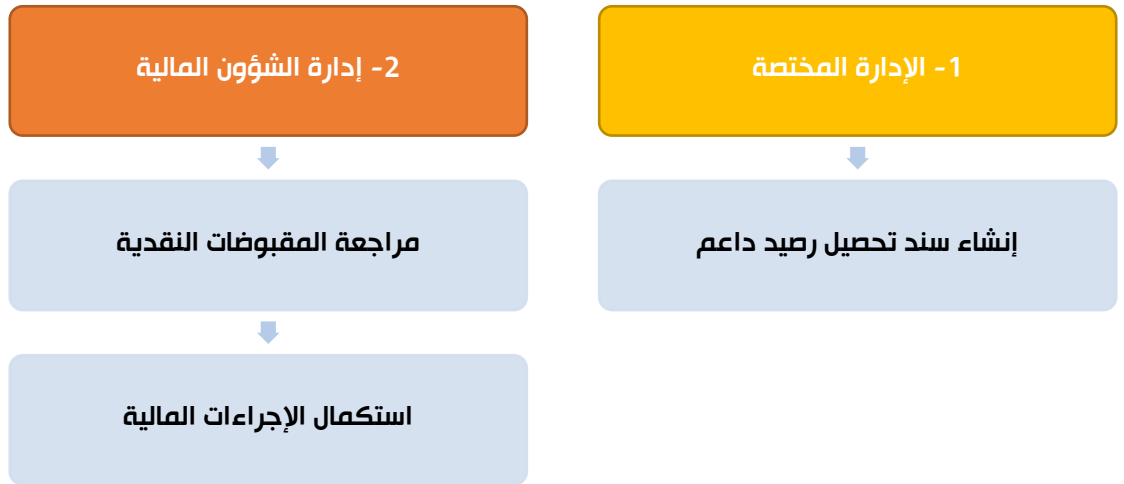 1- الإدارة المختصة
إنشاء سند تحصيل رصيد داعم
2- إدارة الشؤون المالية
مراجعة المقبوضات النقدية
استكمال الإجراءات المالية